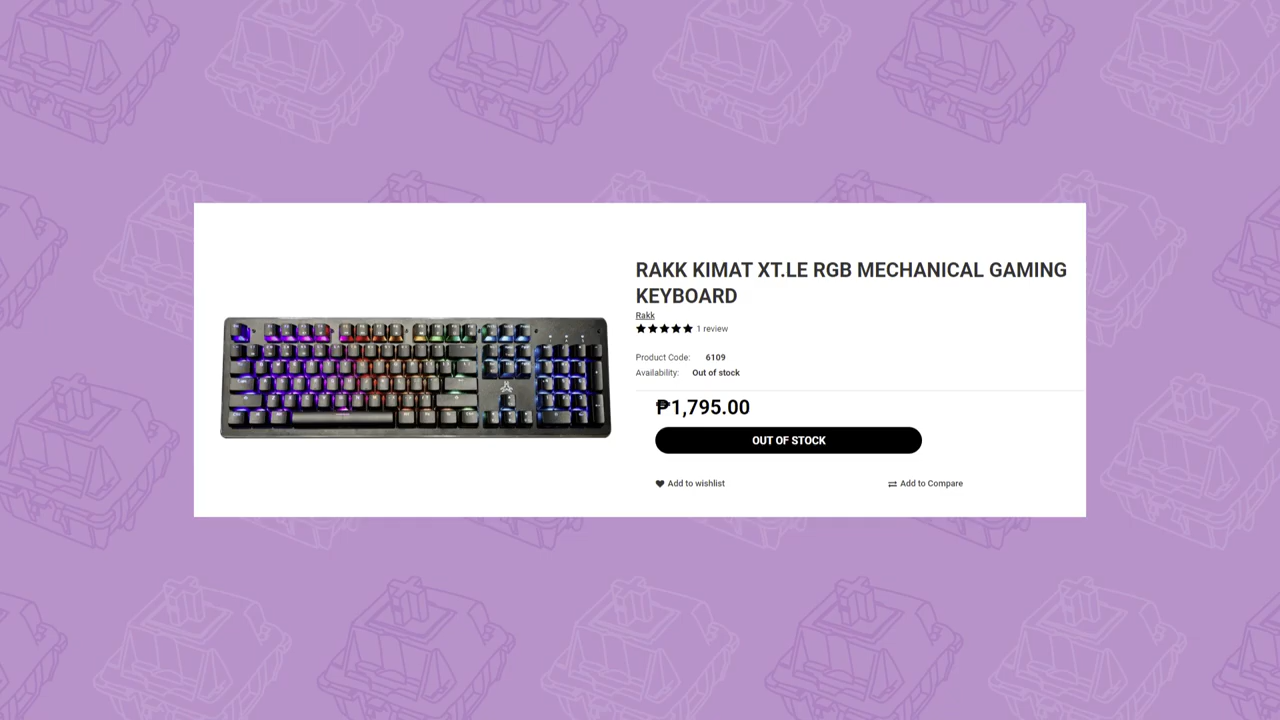 RAKK KIMAT XT.LE RGB MECHANICAL GAMING
KEYBOARD
Rakk
1 review
Product Code: 6109
Availability: Out of stock
₱1,795.00
OUT OF STOCK
Add to wishlist
Add to Compare